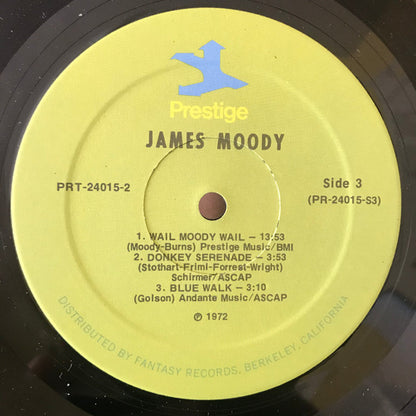 Prestige
JAMES MOODY
PRT-24015-2
Side 3
(PR-24015-S3)
1. WAIL MOODY WAIL – 13:53
(Moody-Burns) Prestige Music/BMI
2. DONKEY SERENADE – 3:53
(Stothart-Friml-Forrest-Wright)
Schirmer/ASCAP
3. BLUE WALK – 3:10
(Golson) Andante Music/ASCAP
℗ 1972
DISTRIBUTED BY FANTASY RECORDS, BERKELEY, CALIFORNIA